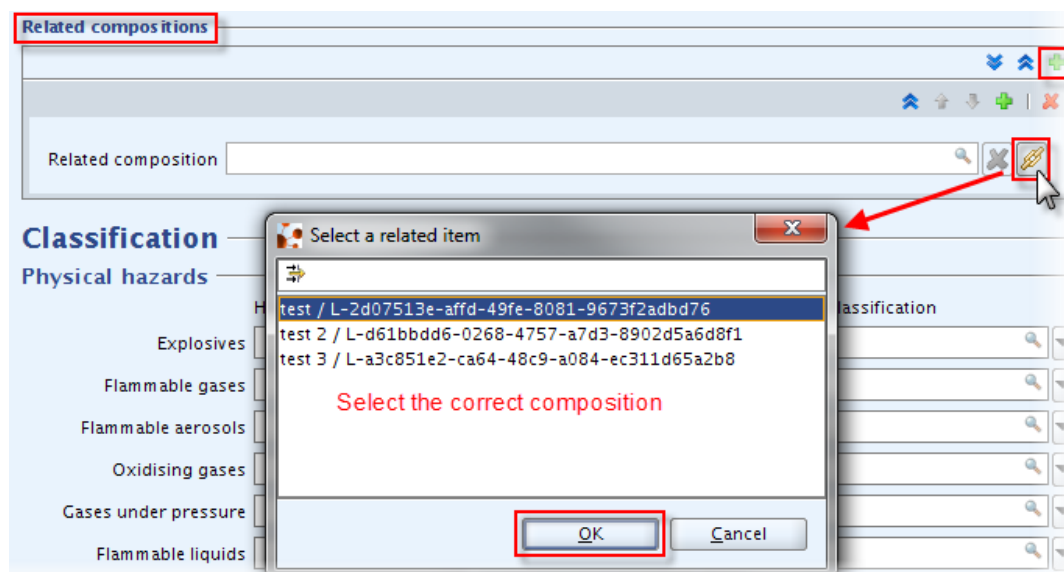 Related compositions
Related composition
Classification
Select a related item
Physical hazards
test / L-2d07513e-affd-49fe-8081-9673f2adbd76
lassification
test 2 / L-d61bbdd6-0268-4757-a7d3-8902d5a6d8f1
Explosives
test 3 / L-a3c851e2-ca64-48c9-a084-ec311d65a2b8
Flammable gases
Select the correct composition
Flammable aerosols
Oxidising gases
Gases under pressure
OK
Cancel
Flammable liquids